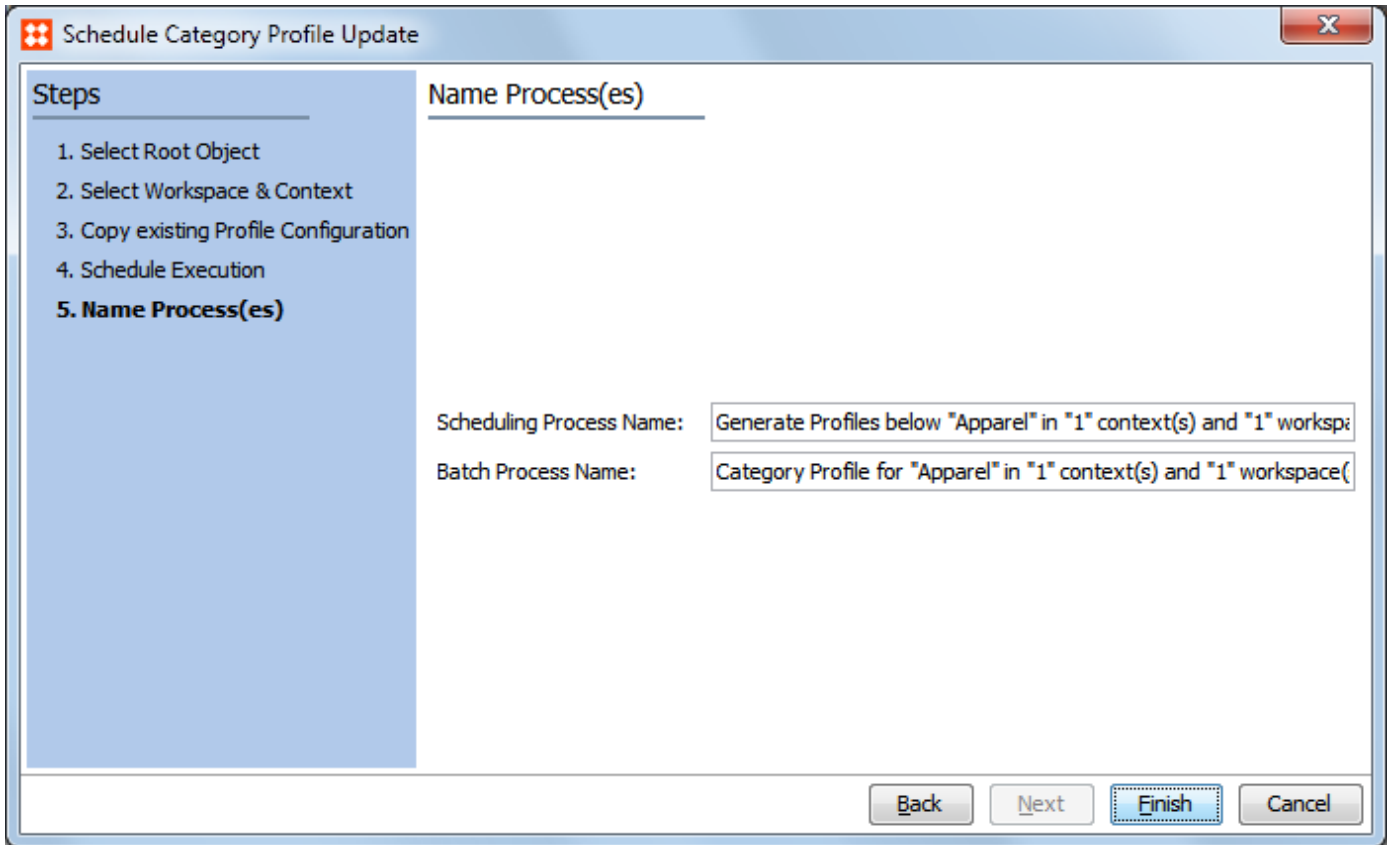 Schedule Category Profile Update
Steps
1. Select Root Object
2. Select Workspace & Context
3. Copy existing Profile Configuration
4. Schedule Execution
5. Name Process(es)
Name Process(es)
Scheduling Process Name: Generate Profiles below "Apparel" in "1" context(s) and "1"
Batch Process Name: Category Profile for "Apparel" in "1" context(s) and "1" workspace(
Back Next Finish Cancel